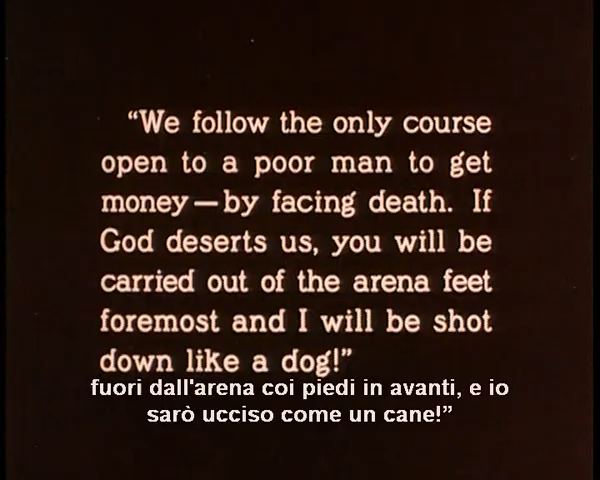 “We follow the only course
open to a poor man to get
money—by facing death. If
God deserts us, you will be
carried out of the arena feet
foremost and I will be shot
down like a dog!”
fuori dall'arena coi piedi in avanti, e io
sarò ucciso come un cane!”